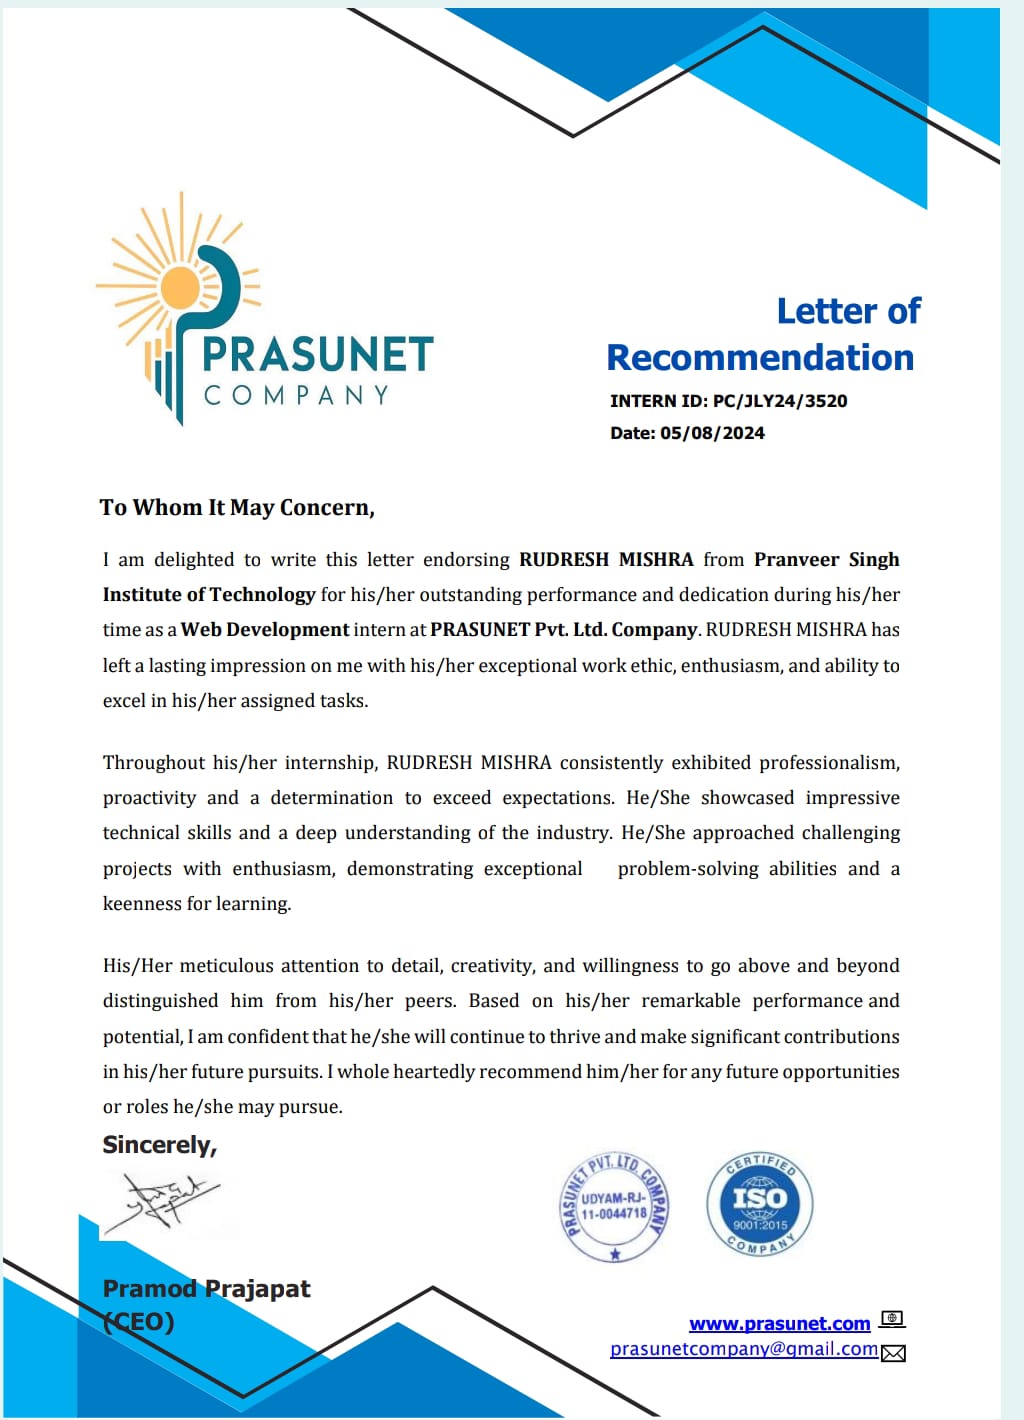 PRASUNET
COMPANY
Letter of
Recommendation
INTERN ID: PC/JLY24/3520
Date: 05/08/2024
To Whom It May Concern,
I am delighted to write this letter endorsing RUDRESH MISHRA from Pranveer Singh
Institute of Technology for his/her outstanding performance and dedication during his/her
time as a Web Development intern at PRASUNET Pvt. Ltd. Company. RUDRESH MISHRA has
left a lasting impression on me with his/her exceptional work ethic, enthusiasm, and ability to
excel in his/her assigned tasks.
Throughout his/her internship, RUDRESH MISHRA consistently exhibited professionalism,
proactivity and a determination to exceed expectations. He/She showcased impressive
technical skills and a deep understanding of the industry. He/She approached challenging
projects with enthusiasm, demonstrating exceptional problem-solving abilities and a
keenness for learning.
His/Her meticulous attention to detail, creativity, and willingness to go above and beyond
distinguished him from his/her peers. Based on his/her remarkable performance and
potential, I am confident that he/she will continue to thrive and make significant contributions
in his/her future pursuits. I whole heartedly recommend him/her for any future opportunities
or roles he/she may pursue.
Sincerely,
PRASUNET PVT. LTD. COMPANY
UDYAM-RJ-
11-0044718
CERTIFIED
ISO
9001:2015
COMPANY
Pramod Prajapat
(CEO)
www.prasunet.com
prasunetcompany@gmail.com